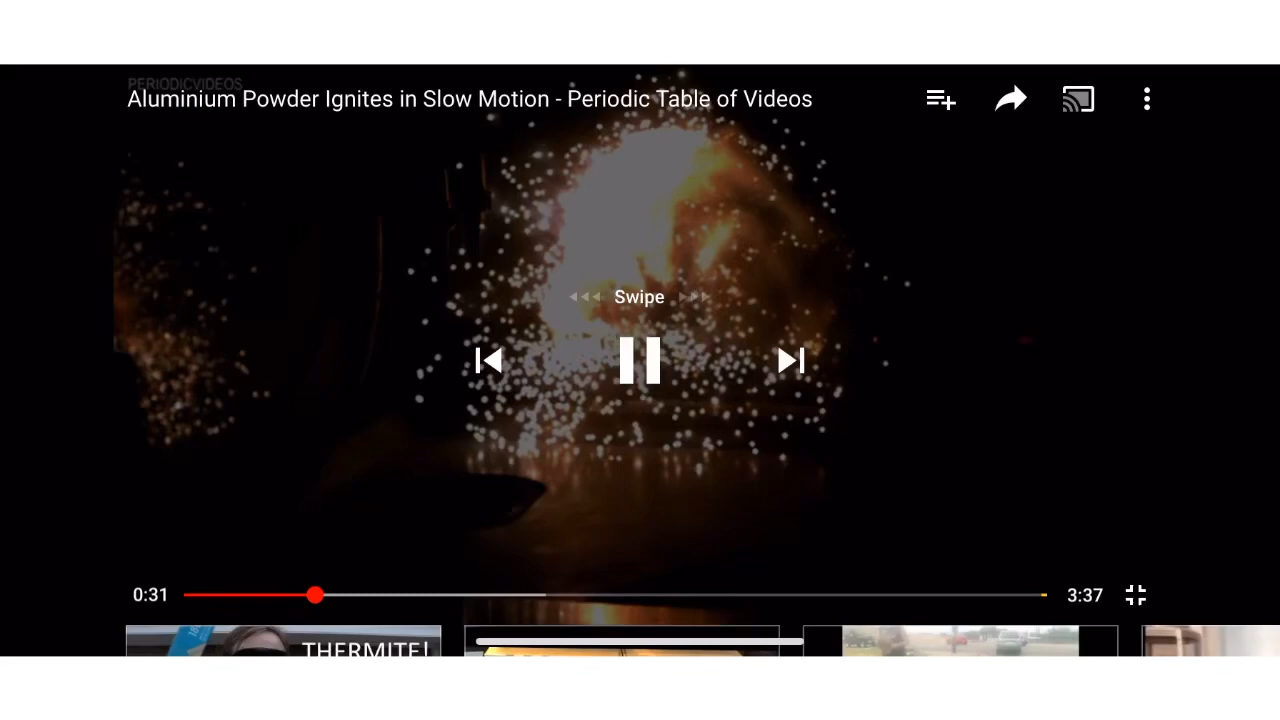 PERIODICVIDEOS
Aluminium Powder Ignites in Slow Motion - Periodic Table of Videos
Swipe
0:31
3:37
THERMITE!